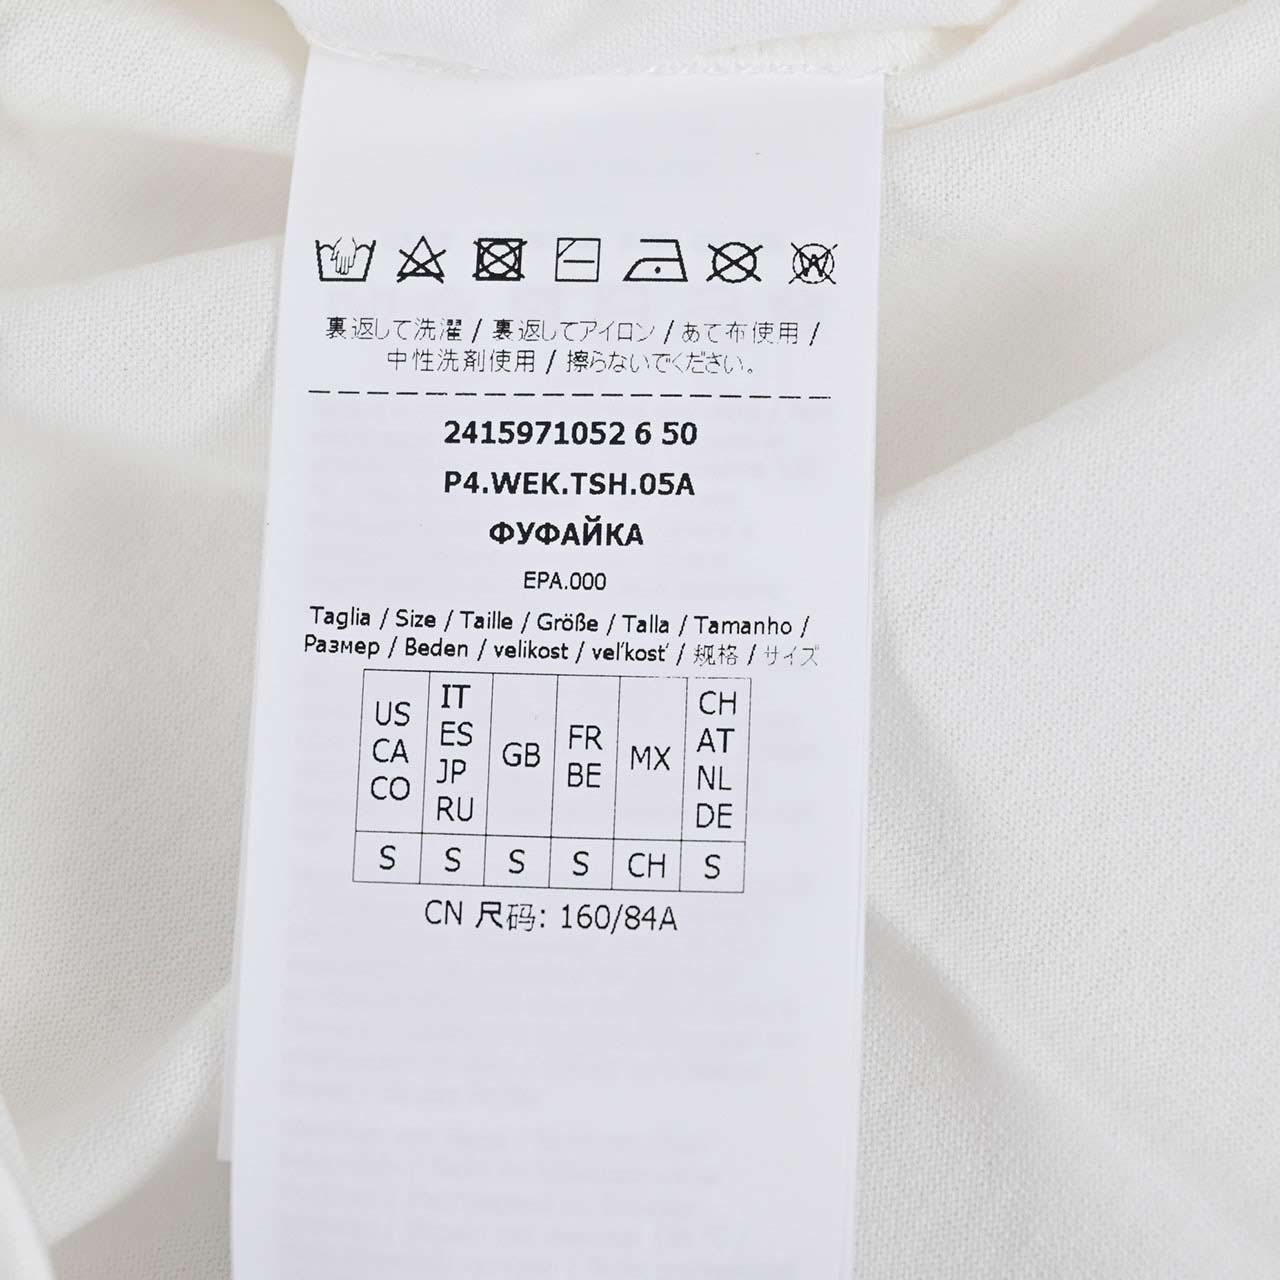 裏返して洗濯 / 裏返してアイロン / あて布使用 /
中性洗剤使用 / 擦らないでください。
2415971052 6 50
P4.WEK.TSH.05A
ФУФАЙКА
EPA.000
Taglia / Size / Taille / Größe / Talla / Tamanho /
Размер / Beden / velikost / veľkosť / 规格 / サイズ
US CA CO
IT ES JP RU
GB
FR BE
MX
CH AT NL DE
S S S S CH S
CN 尺码: 160/84A